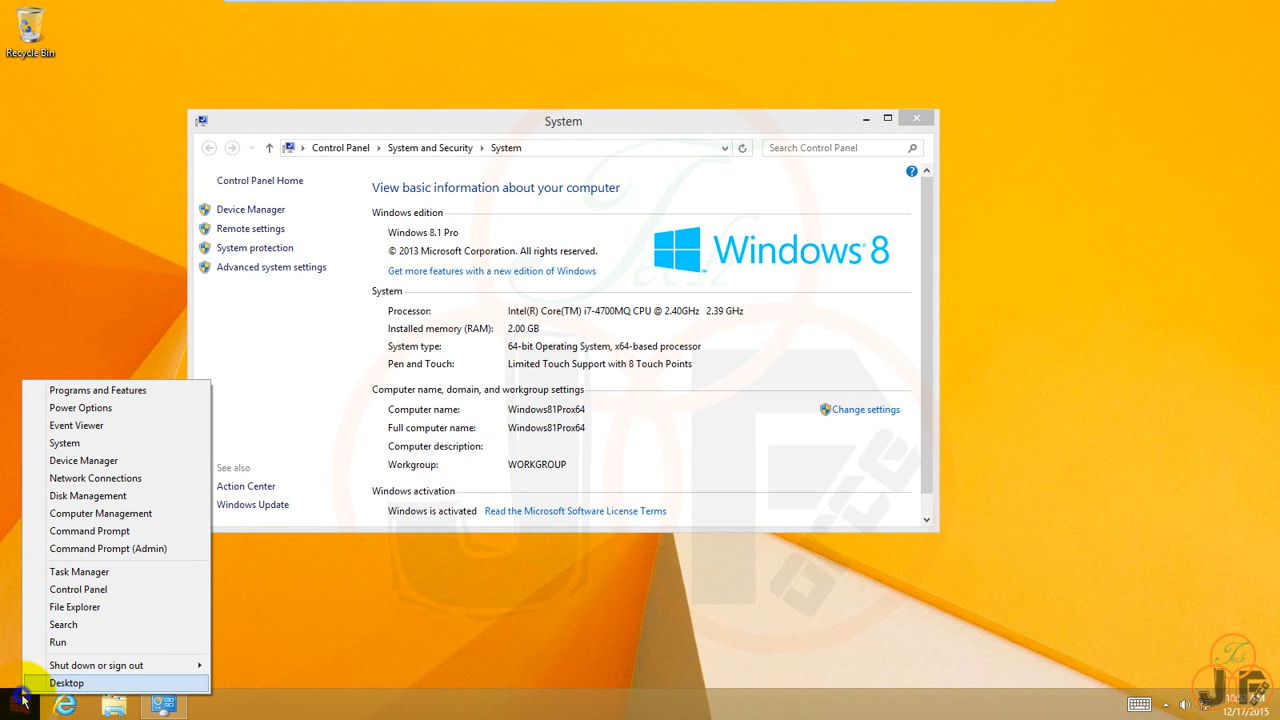 Recycle Bin
System
Control Panel System and Security System
Search Control Panel
Control Panel Home
Device Manager
Remote settings
System protection
Advanced system settings
See also
Action Center
Windows Update
View basic information about your computer
Windows edition
Windows 8.1 Pro
© 2013 Microsoft Corporation. All rights reserved.
Get more features with a new edition of Windows
Windows 8
System
Processor: Intel(R) Core(TM) i7-4700MQ CPU @ 2.40GHz 2.39 GHz
Installed memory (RAM): 2.00 GB
System type: 64-bit Operating System, x64-based processor
Pen and Touch: Limited Touch Support with 8 Touch Points
Computer name, domain, and workgroup settings
Computer name: Windows81Prox64
Change settings
Full computer name: Windows81Prox64
Computer description:
Workgroup: WORKGROUP
Windows activation
Windows is activated Read the Microsoft Software License Terms
Programs and Features
Power Options
Event Viewer
System
Device Manager
Network Connections
Disk Management
Computer Management
Command Prompt
Command Prompt (Admin)
Task Manager
Control Panel
File Explorer
Search
Run
Shut down or sign out
Desktop
Tech
12/17/2015